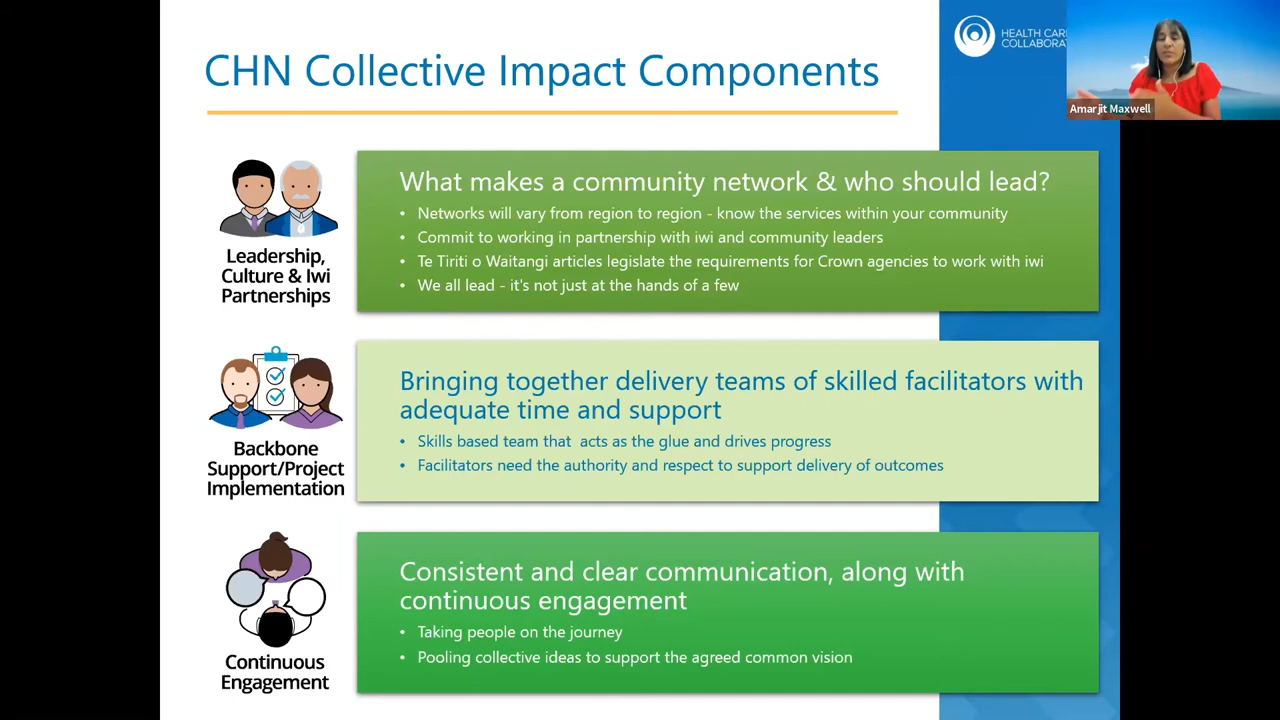 CHN Collective Impact Components
HEALTH CARE
Amarjit Maxwell
Leadership,
Culture & Iwi
Partnerships
What makes a community network & who should lead?
• Networks will vary from region to region - know the services within your community
• Commit to working in partnership with iwi and community leaders
• Te Tiriti o Waitangi articles legislate the requirements for Crown agencies to work with iwi
• We all lead - it's not just at the hands of a few
Backbone
Support/Project
Implementation
Bringing together delivery teams of skilled facilitators with
adequate time and support
• Skills based team that acts as the glue and drives progress
• Facilitators need the authority and respect to support delivery of outcomes
Continuous
Engagement
Consistent and clear communication, along with
continuous engagement
• Taking people on the journey
• Pooling collective ideas to support the agreed common vision